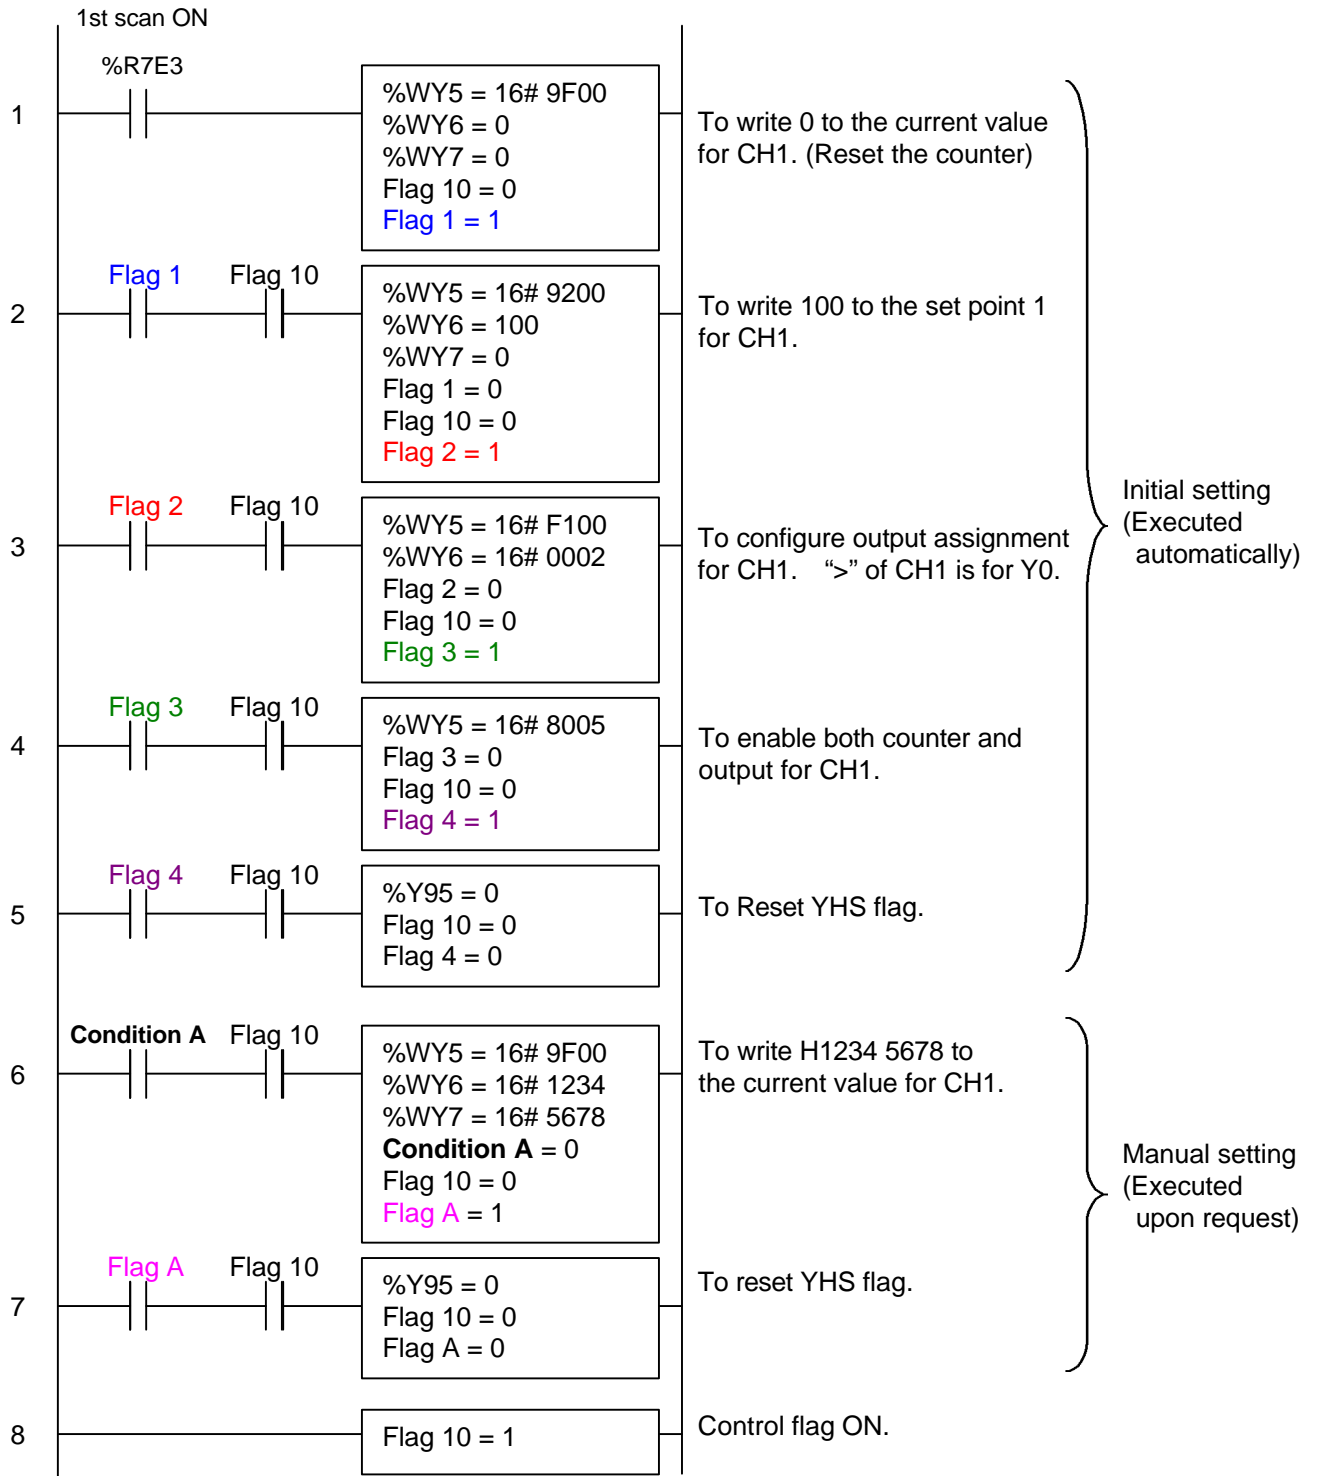 1st scan ON
%R7E3
1
%WY5 = 16# 9F00
%WY6 = 0
%WY7 = 0
Flag 10 = 0
Flag 1 = 1
To write 0 to the current value
for CH1. (Reset the counter)
Flag 1
Flag 10
2
%WY5 = 16# 9200
%WY6 = 100
%WY7 = 0
Flag 1 = 0
Flag 10 = 0
Flag 2 = 1
To write 100 to the set point 1
for CH1.
Flag 2
Flag 10
3
%WY5 = 16# F100
%WY6 = 16# 0002
Flag 2 = 0
Flag 10 = 0
Flag 3 = 1
To configure output assignment
for CH1. “>” of CH1 is for Y0.
Flag 3
Flag 10
4
%WY5 = 16# 8005
Flag 3 = 0
Flag 10 = 0
Flag 4 = 1
To enable both counter and
output for CH1.
Flag 4
Flag 10
5
%Y95 = 0
Flag 10 = 0
Flag 4 = 0
To Reset YHS flag.
Initial setting
(Executed
automatically)
Condition A
Flag 10
6
%WY5 = 16# 9F00
%WY6 = 16# 1234
%WY7 = 16# 5678
Condition A = 0
Flag 10 = 0
Flag A = 1
To write H1234 5678 to
the current value for CH1.
Flag A
Flag 10
7
%Y95 = 0
Flag 10 = 0
Flag A = 0
To reset YHS flag.
Manual setting
(Executed
upon request)
8
Flag 10 = 1
Control flag ON.